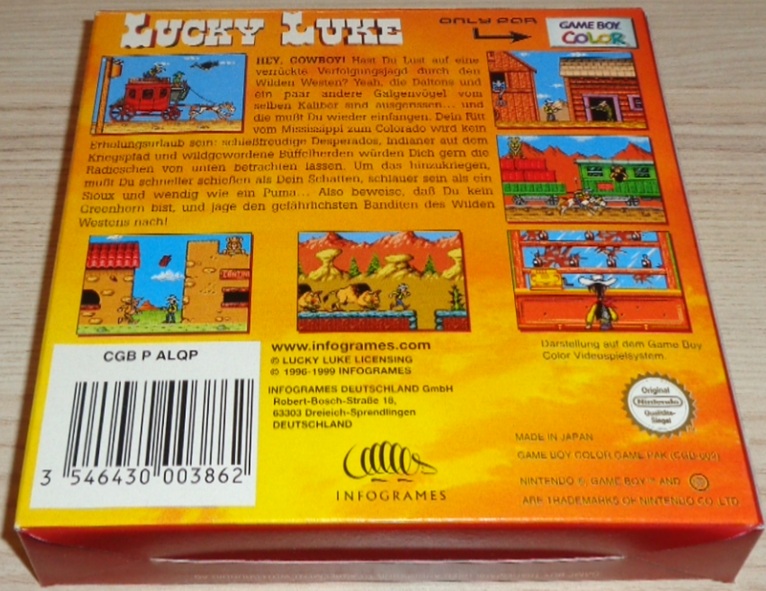 LUCKY LUKE
ONLY FOR
GAME BOY
COLOR
HEY, COWBOY! Hast Du Lust auf eine
verrückte Verfolgungsjagd durch den
Wilden Westen? Yeah, die Daltons und
ein paar andere Galgenvögel vom
selben Kaliber sind ausgerissen... und
die mußt Du wieder einfangen. Dein Ritt
vom Mississippi zum Colorado wird kein
Erholungsurlaub sein: schießfreudige Desperados, Indianer auf dem
Kriegspfad und wildgewordene Büffelherden würden Dich gern die
Radieschen von unten betrachten lassen. Um das hinzukriegen,
mußt Du schneller schießen als Dein Schatten, schlauer sein als ein
Sioux und wendig wie ein Puma... Also beweise, daß Du kein
Greenhorn bist, und jage den gefährlichsten Banditen des Wilden
Westens nach!
CANTINA
Darstellung auf dem Game Boy
Color Videospielsystem.
www.infogrames.com
© LUCKY LUKE LICENSING
© 1996-1999 INFOGRAMES
INFOGRAMES DEUTSCHLAND GmbH
Robert-Bosch-Straße 18,
63303 Dreieich-Sprendlingen
DEUTSCHLAND
CGB P ALQP
3 546430 003862
INFOGRAMES
Original
Nintendo
Qualitäts-
Siegel
MADE IN JAPAN
GAME BOY COLOR GAME PAK (CGB-002)
NINTENDO ®, GAME BOY ™ AND
ARE TRADEMARKS OF NINTENDO CO. LTD.